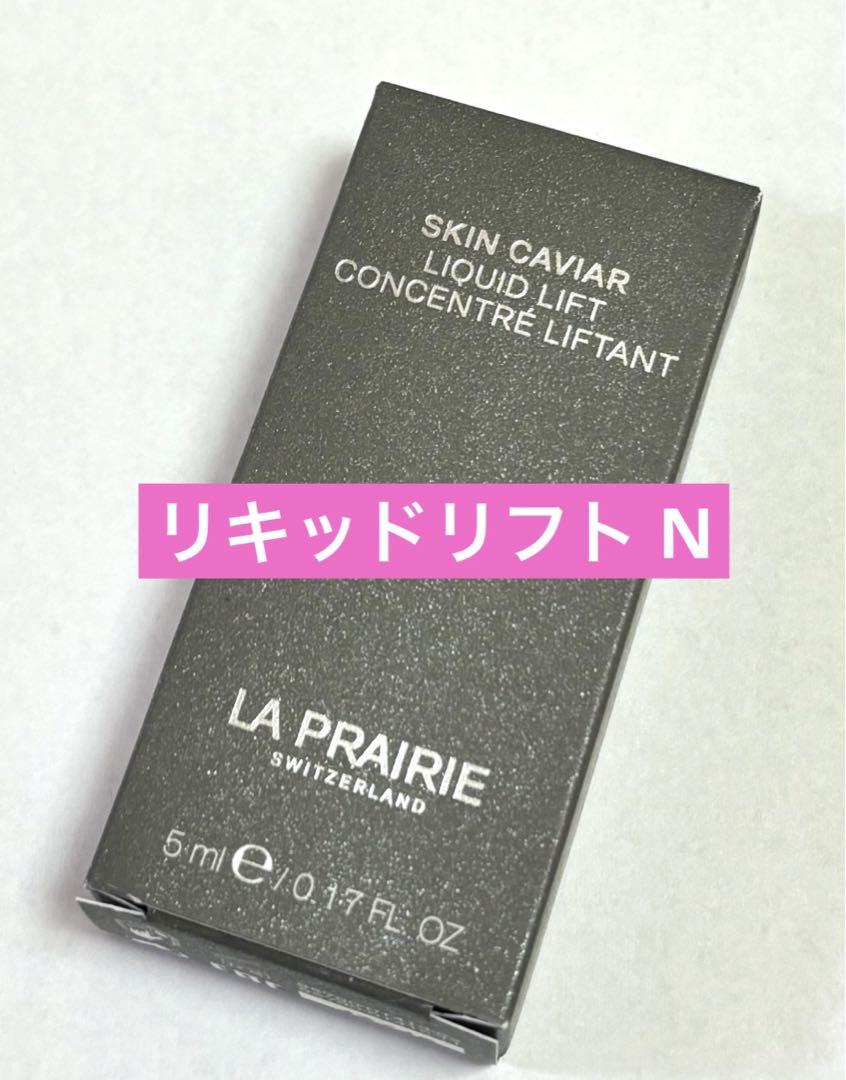 SKIN CAVIAR
LIQUID LIFT
CONCENTRÉ LIFTANT
リキッドリフト N
LA PRAIRIE
SWITZERLAND
5 ml e / 0.17 FL. OZ